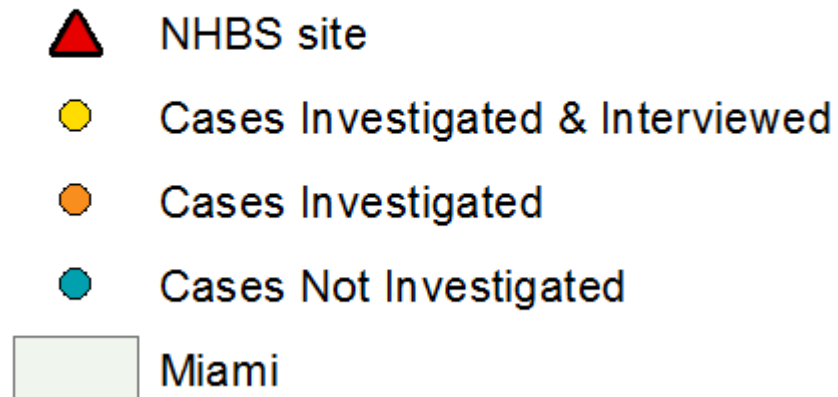 NHBS site
Cases Investigated & Interviewed
Cases Investigated
Cases Not Investigated
Miami